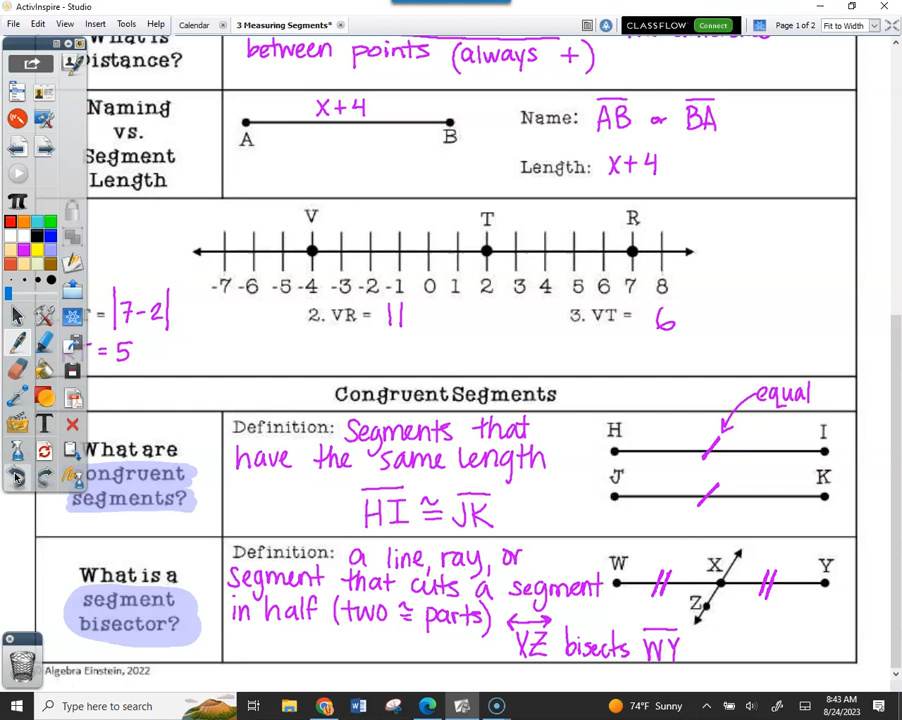 ActivInspire - Studio
File Edit View Insert Tools Help
Calendar
3 Measuring Segments*
CLASSFLOW Connect
Page 1 of 2
Fit to Width
What is
Distance?
between points (always +)
Naming
vs.
Segment
Length
x+4
A B
Name: AB or BA
Length: x+4
V T R
-7 -6 -5 -4 -3 -2 -1 0 1 2 3 4 5 6 7 8
= |7-2|
= 5
2. VR = 11
3. VT = 6
Congruent Segments
What are
congruent
segments?
Definition: Segments that
have the same length
HI ≅ JK
equal
H I
J K
What is a
segment
bisector?
Definition: a line, ray, or
segment that cuts a segment
in half (two ≅ parts)
XZ bisects WY
W X Y
Z
Algebra Einstein, 2022
Type here to search
74°F Sunny
8:43 AM
8/24/2023